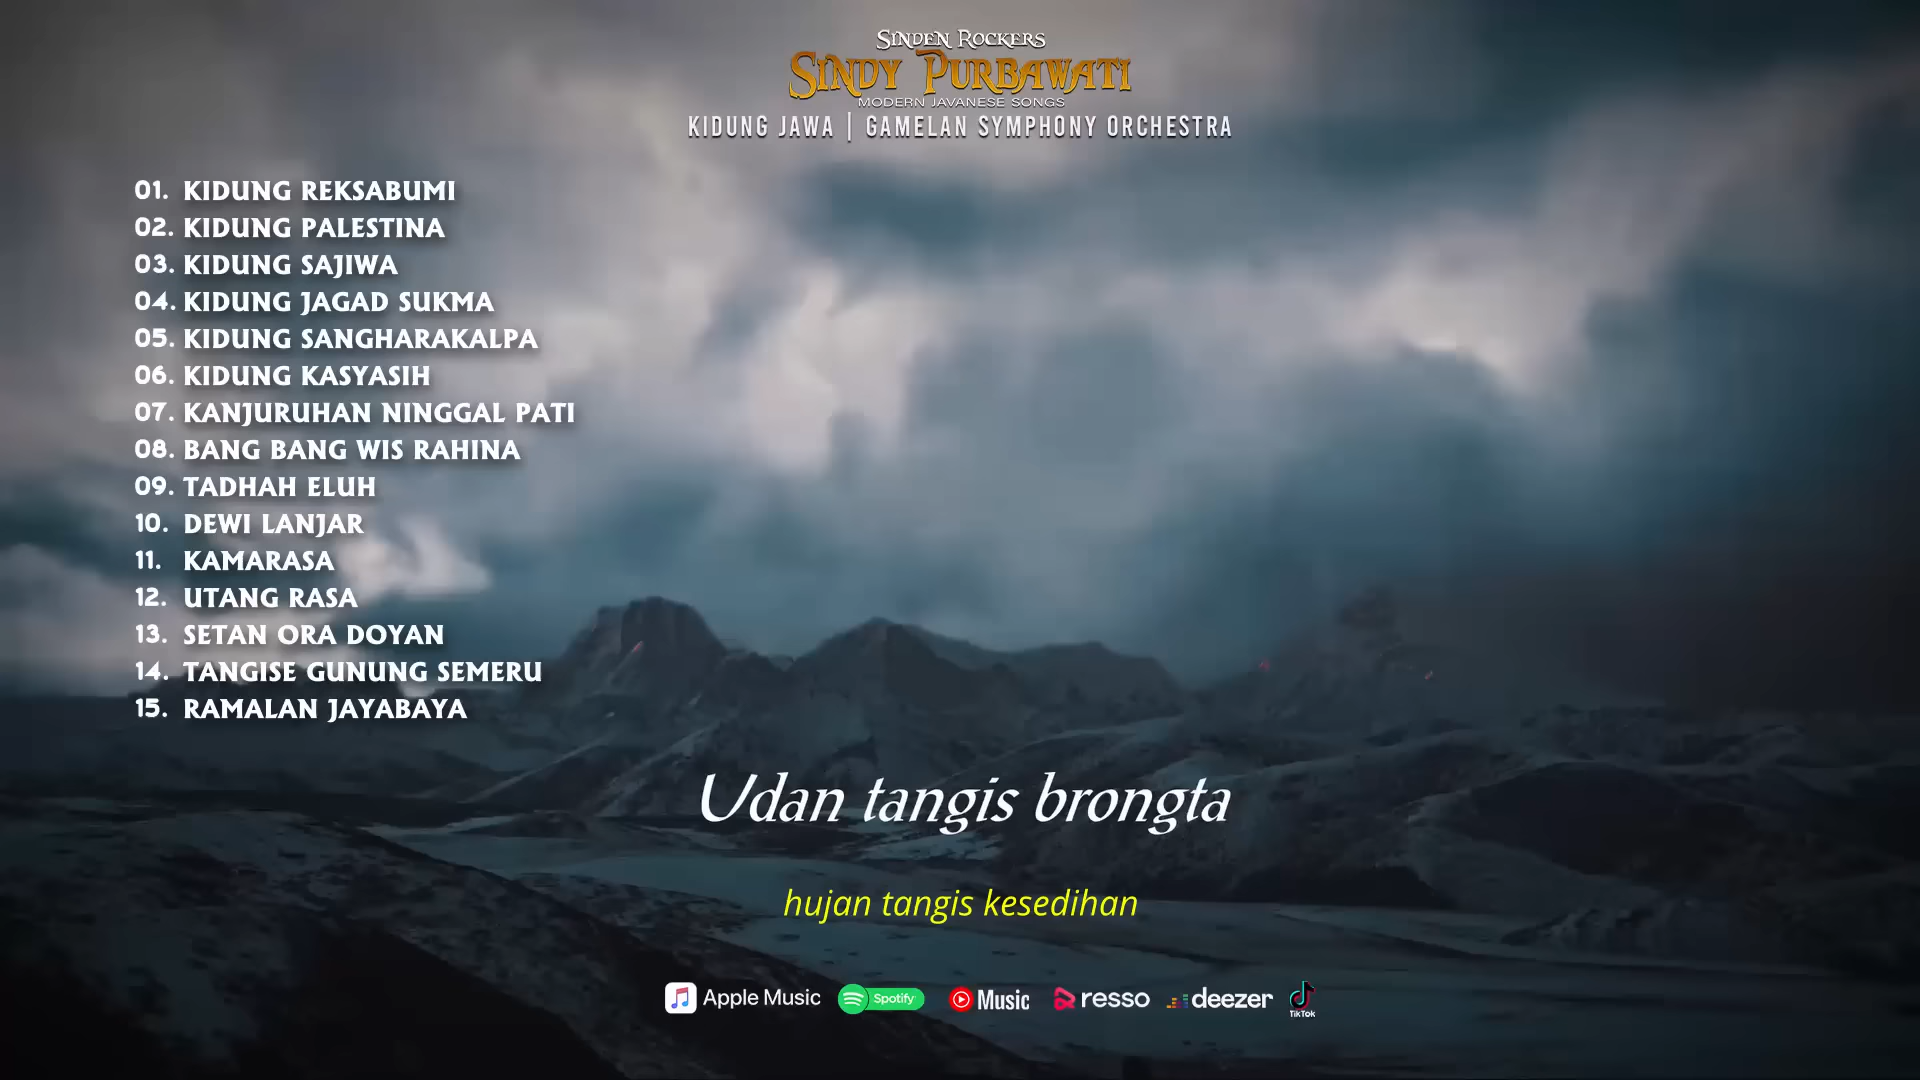 SINDEN ROCKERS
SINDY PURBAWATI
MODERN JAVANESE SONGS
KIDUNG JAWA | GAMELAN SYMPHONY ORCHESTRA
01. KIDUNG REKSABUMI
02. KIDUNG PALESTINA
03. KIDUNG SAJIWA
04. KIDUNG JAGAD SUKMA
05. KIDUNG SANGHARAKALPA
06. KIDUNG KASYASIH
07. KANJURUHAN NINGGAL PATI
08. BANG BANG WIS RAHINA
09. TADHAH ELUH
10. DEWI LANJAR
11. KAMARASA
12. UTANG RASA
13. SETAN ORA DOYAN
14. TANGISE GUNUNG SEMERU
15. RAMALAN JAYABAYA
Udan tangis brongta
hujan tangis kesedihan
Apple Music Spotify Music resso deezer TikTok